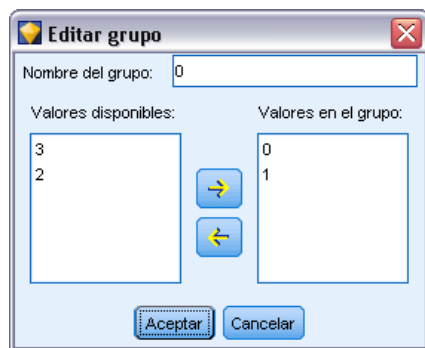 Editar grupo
Nombre del grupo: 0
Valores disponibles: Valores en el grupo:
3 0
2 1
Aceptar Cancelar